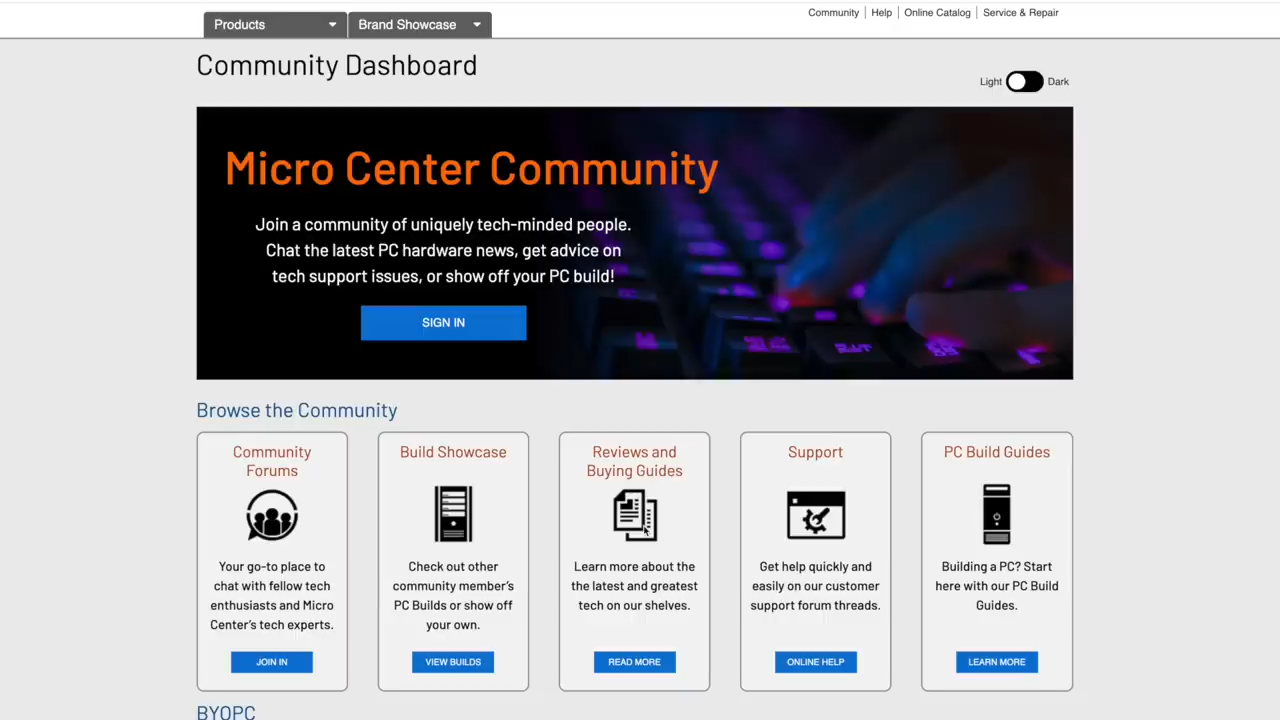 Products
Brand Showcase
Community
Help
Online Catalog
Service & Repair
Community Dashboard
Light
Dark
Micro Center Community
Join a community of uniquely tech-minded people.
Chat the latest PC hardware news, get advice on
tech support issues, or show off your PC build!
SIGN IN
Browse the Community
Community
Forums
Your go-to place to
chat with fellow tech
enthusiasts and Micro
Center's tech experts.
JOIN IN
Build Showcase
Check out other
community member's
PC Builds or show off
your own.
VIEW BUILDS
Reviews and
Buying Guides
Learn more about the
the latest and greatest
tech on our shelves.
READ MORE
Support
Get help quickly and
easily on our customer
support forum threads.
ONLINE HELP
PC Build Guides
Building a PC? Start
here with our PC Build
Guides.
LEARN MORE
BYOPC